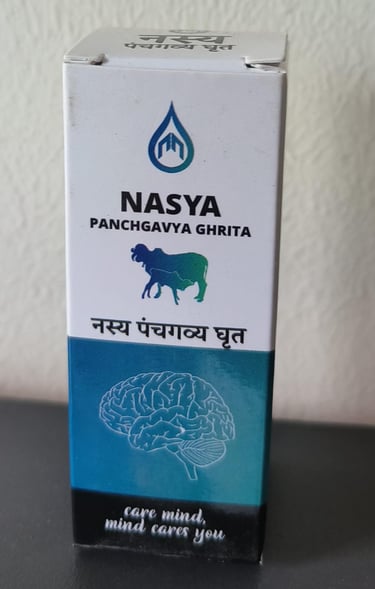 नस्य
पंचगव्य घृत
NASYA
PANCHGAVYA GHRITA
नस्य पंचगव्य घृत
care mind,
mind cares you